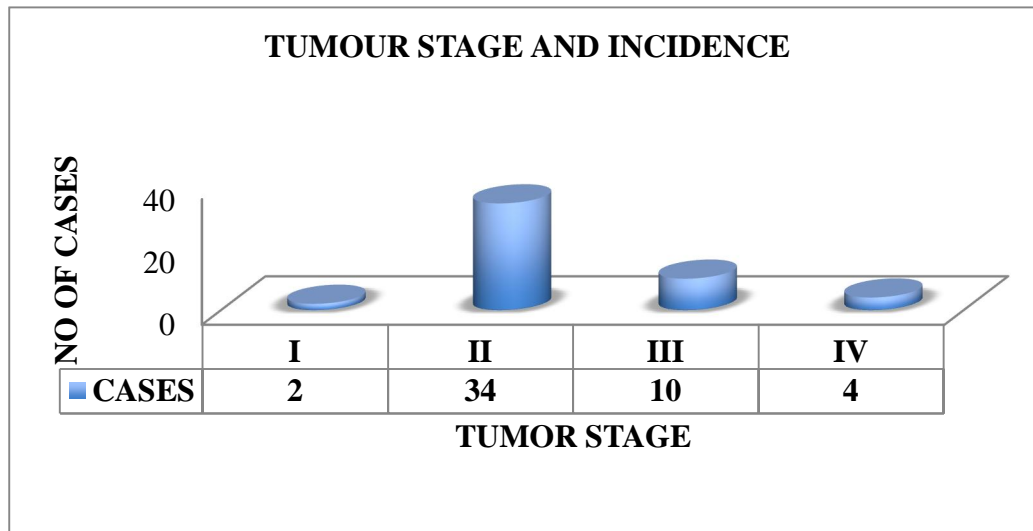 TUMOUR STAGE AND INCIDENCE
NO OF CASES
40
20
0
I II III IV
CASES 2 34 10 4
TUMOR STAGE